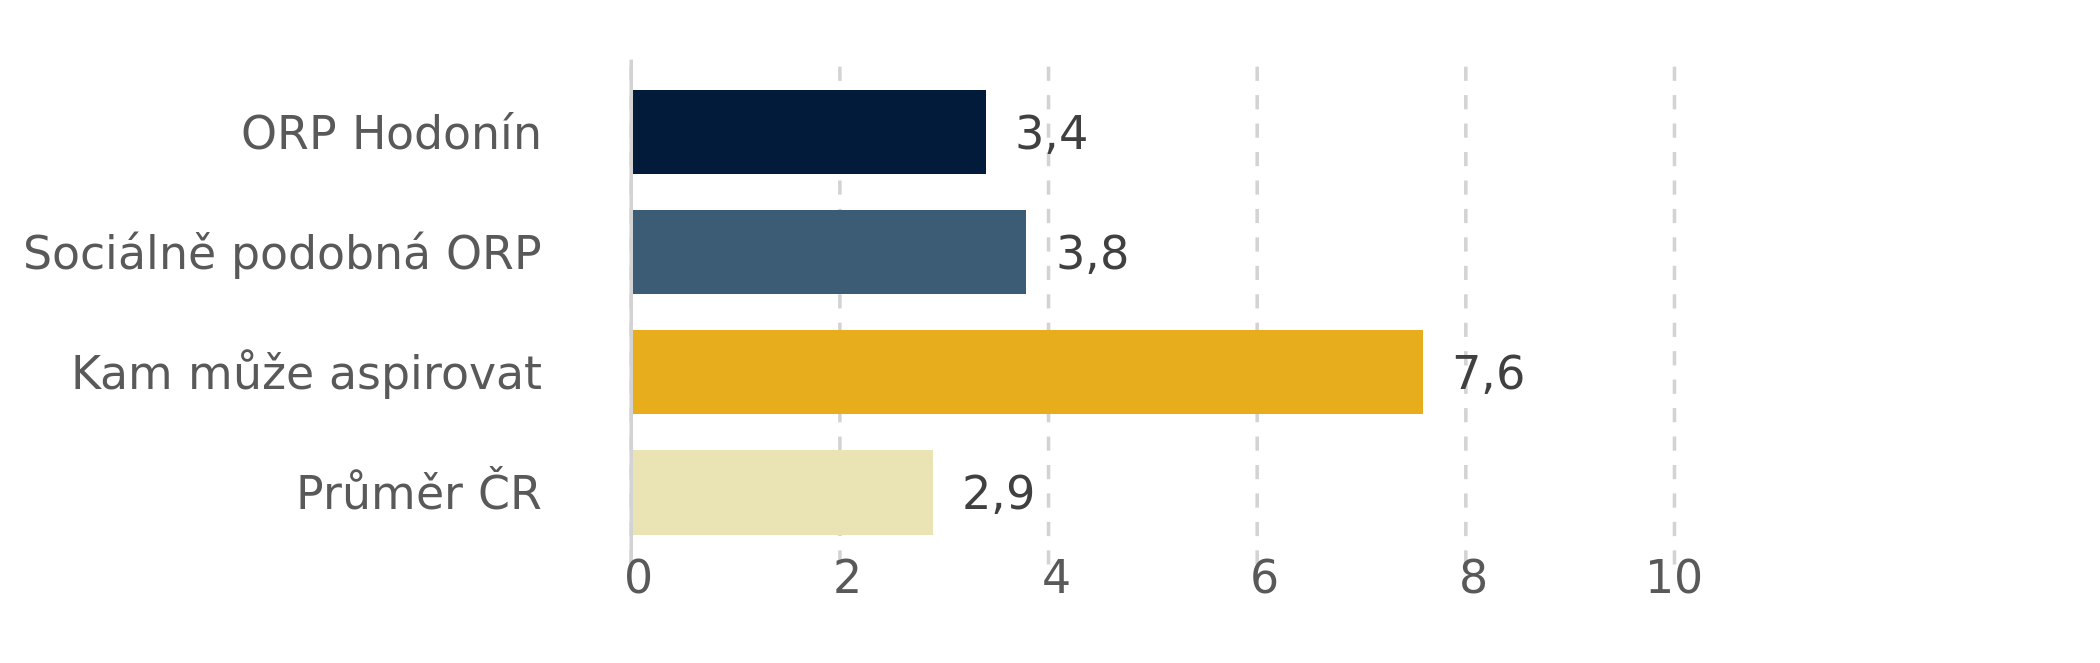 ORP Hodonín 3,4
Sociálně podobná ORP 3,8
Kam může aspirovat 7,6
Průměr ČR 2,9
0 2 4 6 8 10